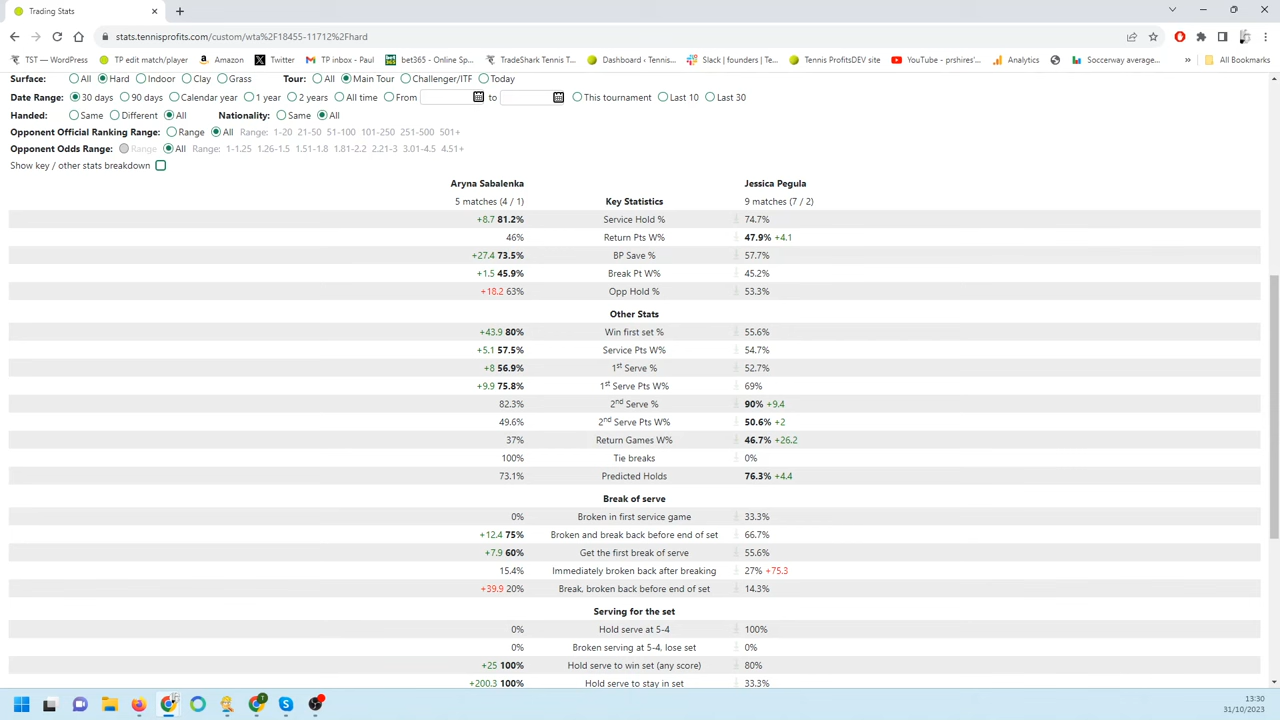 Trading Stats
stats.tennisprofits.com/custom/wta%2F18455-11712%2Fhard
TST — WordPress TP edit match/player Amazon Twitter TP inbox - Paul bet365 - Online Sp... TradeShark Tennis T... Dashboard ‹ Tennis... Slack | founders | Te... Tennis ProfitsDEV site YouTube - prshires... Analytics Soccerway average... » All Bookmarks
Surface: All Hard Indoor Clay Grass Tour: All Main Tour Challenger/ITF Today
Date Range: 30 days 90 days Calendar year 1 year 2 years All time From to This tournament Last 10 Last 30
Handed: Same Different All Nationality: Same All
Opponent Official Ranking Range: Range All Range: 1-20 21-50 51-100 101-250 251-500 501+
Opponent Odds Range: Range All Range: 1-1.25 1.26-1.5 1.51-1.8 1.81-2.2 2.21-3 3.01-4.5 4.51+
Show key / other stats breakdown
Aryna Sabalenka Jessica Pegula
5 matches (4 / 1) Key Statistics 9 matches (7 / 2)
+8.7 81.2% Service Hold % 74.7%
46% Return Pts W% 47.9% +4.1
+27.4 73.5% BP Save % 57.7%
+1.5 45.9% Break Pt W% 45.2%
+18.2 63% Opp Hold % 53.3%
Other Stats
+43.9 80% Win first set % 55.6%
+5.1 57.5% Service Pts W% 54.7%
+8 56.9% 1st Serve % 52.7%
+9.9 75.8% 1st Serve Pts W% 69%
82.3% 2nd Serve % 90% +9.4
49.6% 2nd Serve Pts W% 50.6% +2
37% Return Games W% 46.7% +26.2
100% Tie breaks 0%
73.1% Predicted Holds 76.3% +4.4
Break of serve
0% Broken in first service game 33.3%
+12.4 75% Broken and break back before end of set 66.7%
+7.9 60% Get the first break of serve 55.6%
15.4% Immediately broken back after breaking 27% +75.3
+39.9 20% Break, broken back before end of set 14.3%
Serving for the set
0% Hold serve at 5-4 100%
0% Broken serving at 5-4, lose set 0%
+25 100% Hold serve to win set (any score) 80%
+200.3 100% Hold serve to stay in set 33.3%
13:30
31/10/2023